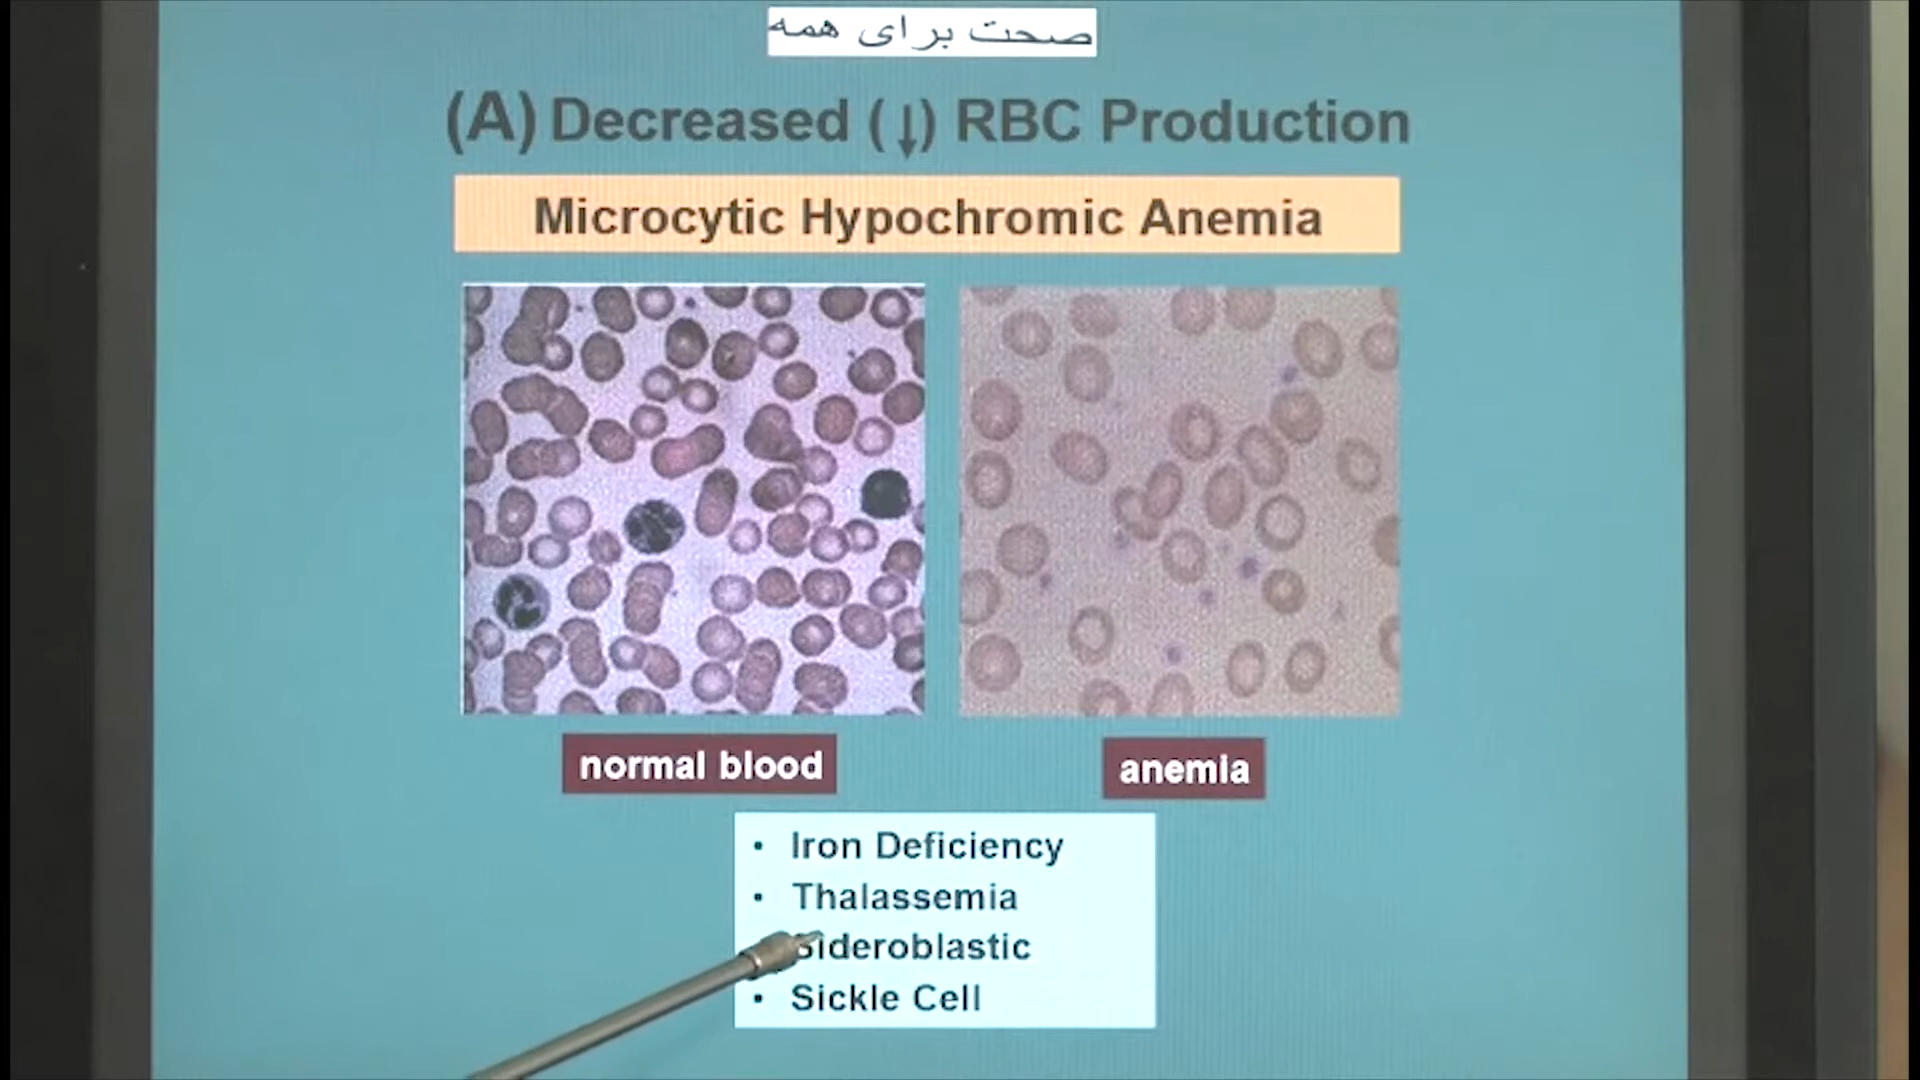 صحت برای همه
(A) Decreased (↓) RBC Production
Microcytic Hypochromic Anemia
normal blood
anemia
• Iron Deficiency
• Thalassemia
Sideroblastic
• Sickle Cell